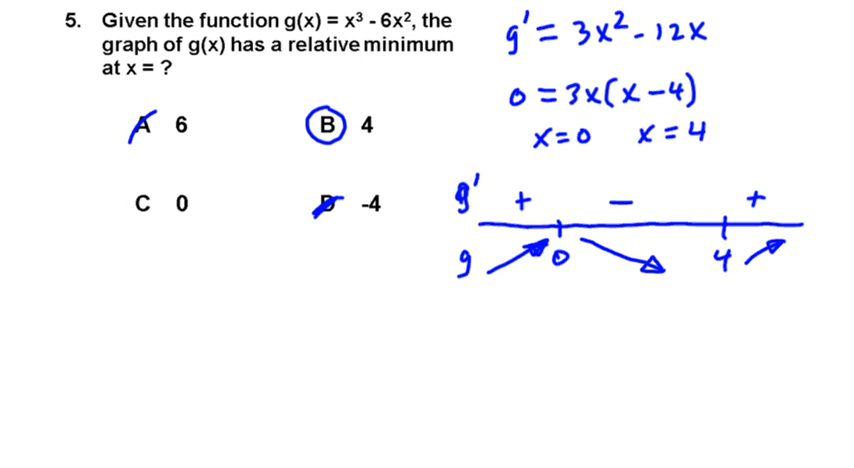 5. Given the function g(x) = x³ - 6x², the
graph of g(x) has a relative minimum
at x = ?
A 6
B 4
C 0
D -4
g' = 3x² - 12x
0 = 3x(x - 4)
x = 0 x = 4
g' + - +
g 0 4